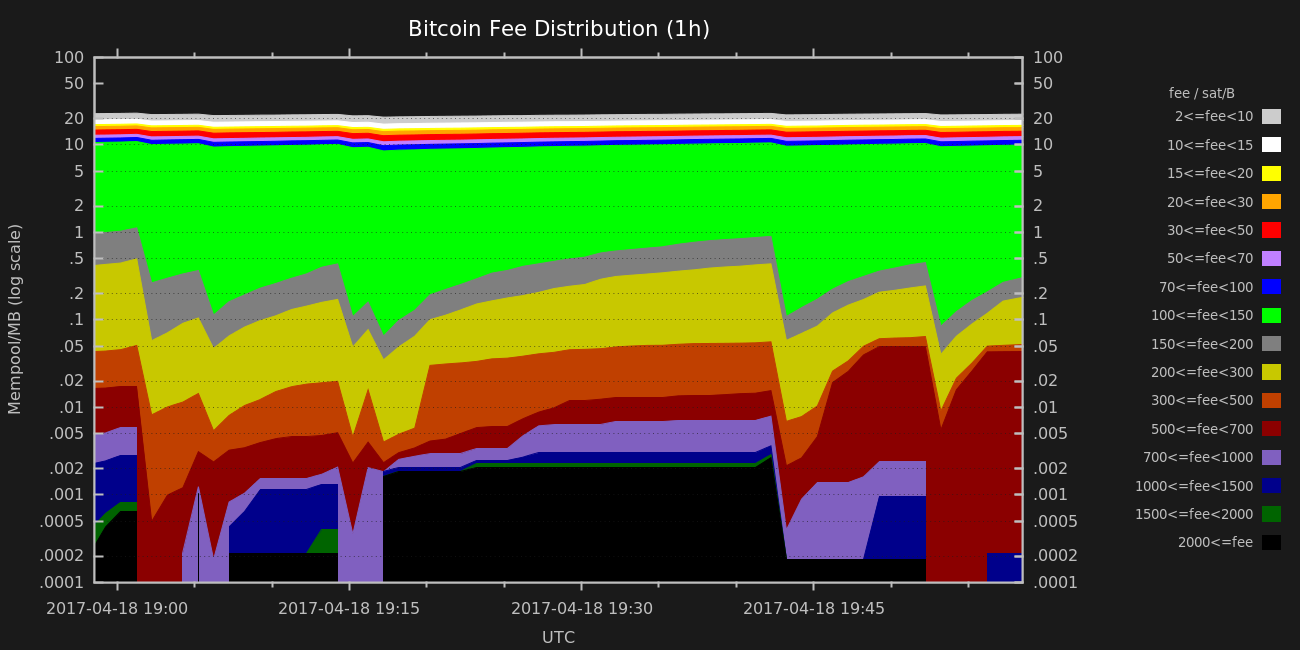 Bitcoin Fee Distribution (1h)
100
50
20
10
5
2
1
.5
.2
.1
.05
.02
.01
.005
.002
.001
.0005
.0002
.0001
Mempool/MB (log scale)
100
50
20
10
5
2
1
.5
.2
.1
.05
.02
.01
.005
.002
.001
.0005
.0002
.0001
2017-04-18 19:00
2017-04-18 19:15
2017-04-18 19:30
2017-04-18 19:45
UTC
fee / sat/B
2<=fee<10
10<=fee<15
15<=fee<20
20<=fee<30
30<=fee<50
50<=fee<70
70<=fee<100
100<=fee<150
150<=fee<200
200<=fee<300
300<=fee<500
500<=fee<700
700<=fee<1000
1000<=fee<1500
1500<=fee<2000
2000<=fee